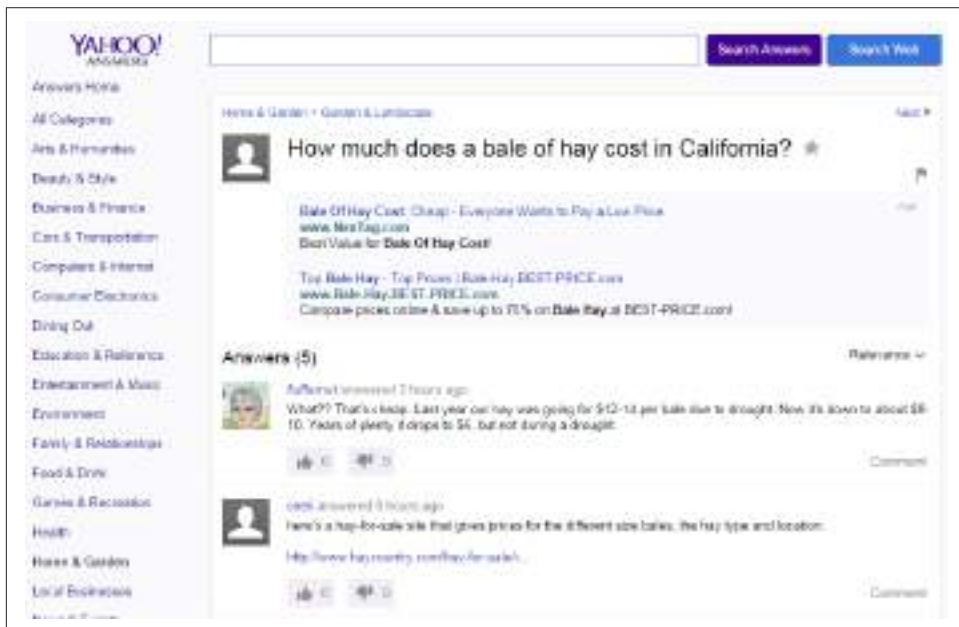 YAHOO!
ANSWERS
Search Answers
Search Web
Answers Home
All Categories
Arts & Humanities
Beauty & Style
Business & Finance
Cars & Transportation
Computers & Internet
Consumer Electronics
Dining Out
Education & Reference
Entertainment & Music
Environment
Family & Relationships
Food & Drink
Games & Recreation
Health
Home & Garden
Local Businesses
Home & Garden > Garden & Landscape
Next
How much does a bale of hay cost in California?
Bale Of Hay Cost: Cheap - Everyone Wants to Pay a Low Price
www.NexTag.com
Best Value for Bale Of Hay Cost!
Top Bale Hay - Top Prices | Bale-Hay.BEST-PRICE.com
www.Bale-Hay.BEST-PRICE.com
Compare prices online & save up to 75% on Bale Hay at BEST-PRICE.com!
Answers (5)
Relevance
answered 2 hours ago
What?? That's cheap. Last year our hay was going for $12-14 per bale due to drought. Now it's down to about $8-
10. Years of plenty it drops to $4, but not during a drought.
0 0
Comment
answered 5 hours ago
here's a hay-for-sale site that gives prices for the different size bales, the hay type and location.
0 0
Comment